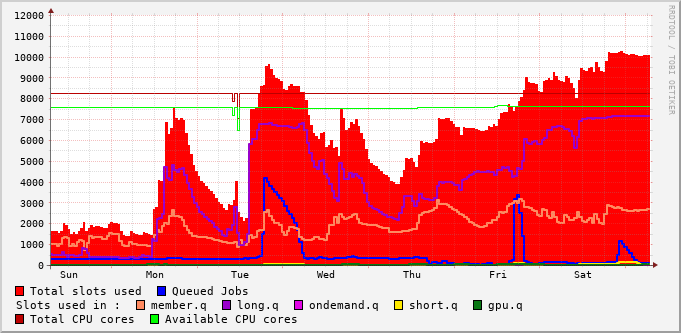 12000
11000
10000
9000
8000
7000
6000
5000
4000
3000
2000
1000
0
Sun Mon Tue Wed Thu Fri Sat
RRDTOOL / TOBI OETIKER
Total slots used Queued Jobs
Slots used in : member.q long.q ondemand.q short.q gpu.q
Total CPU cores Available CPU cores